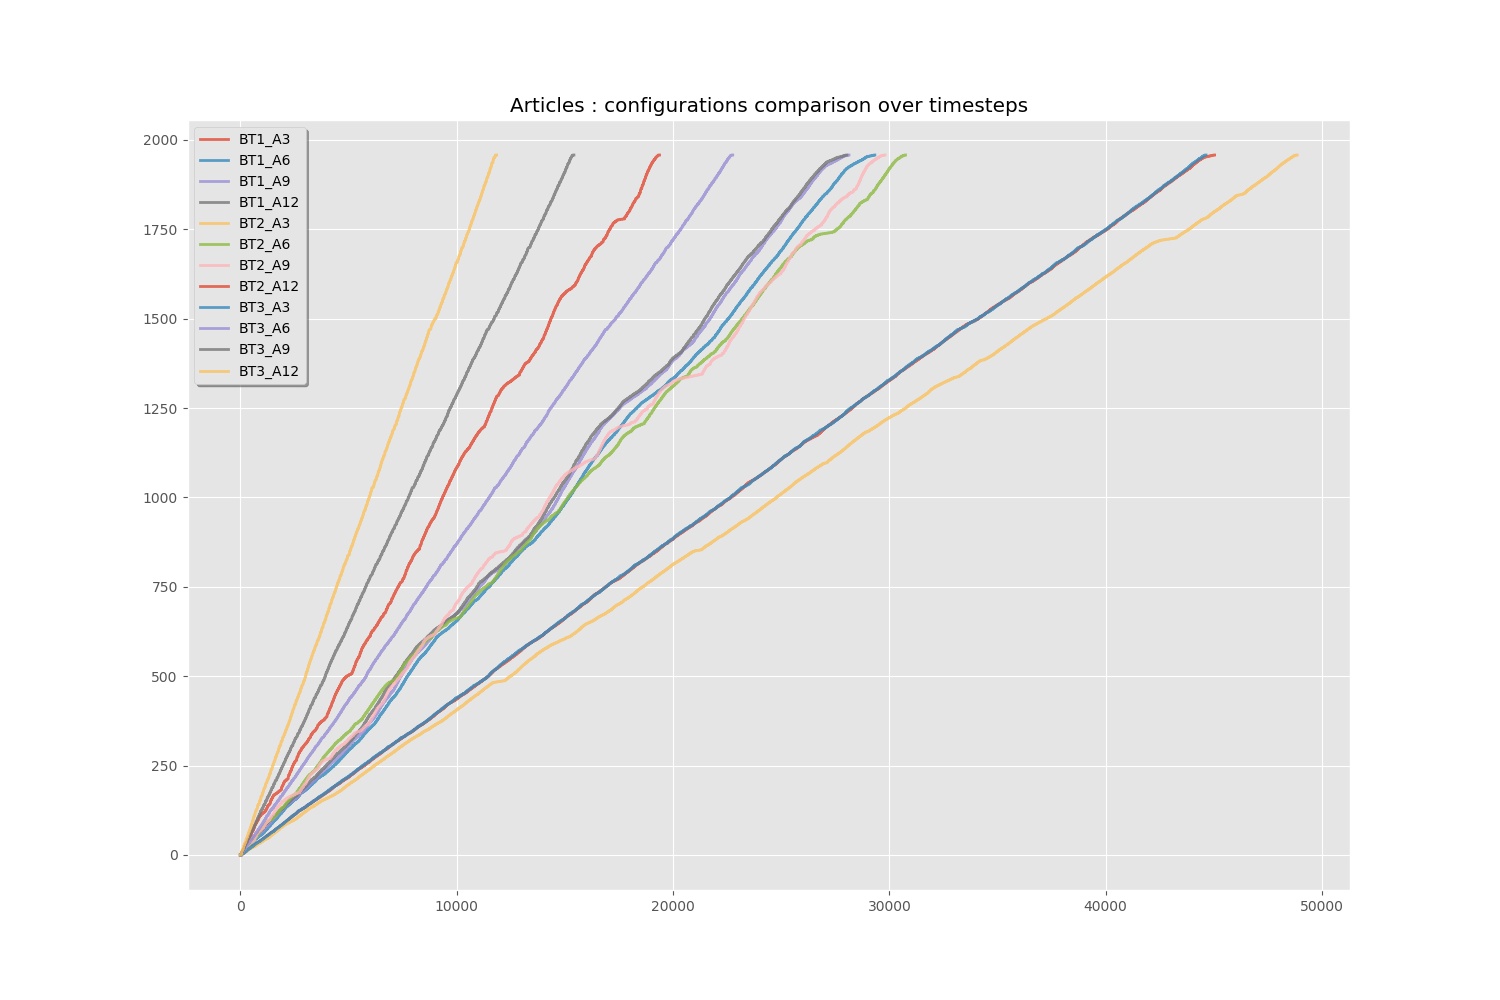 Articles : configurations comparison over timesteps
2000
1750
1500
1250
1000
750
500
250
0
BT1_A3
BT1_A6
BT1_A9
BT1_A12
BT2_A3
BT2_A6
BT2_A9
BT2_A12
BT3_A3
BT3_A6
BT3_A9
BT3_A12
0 10000 20000 30000 40000 50000